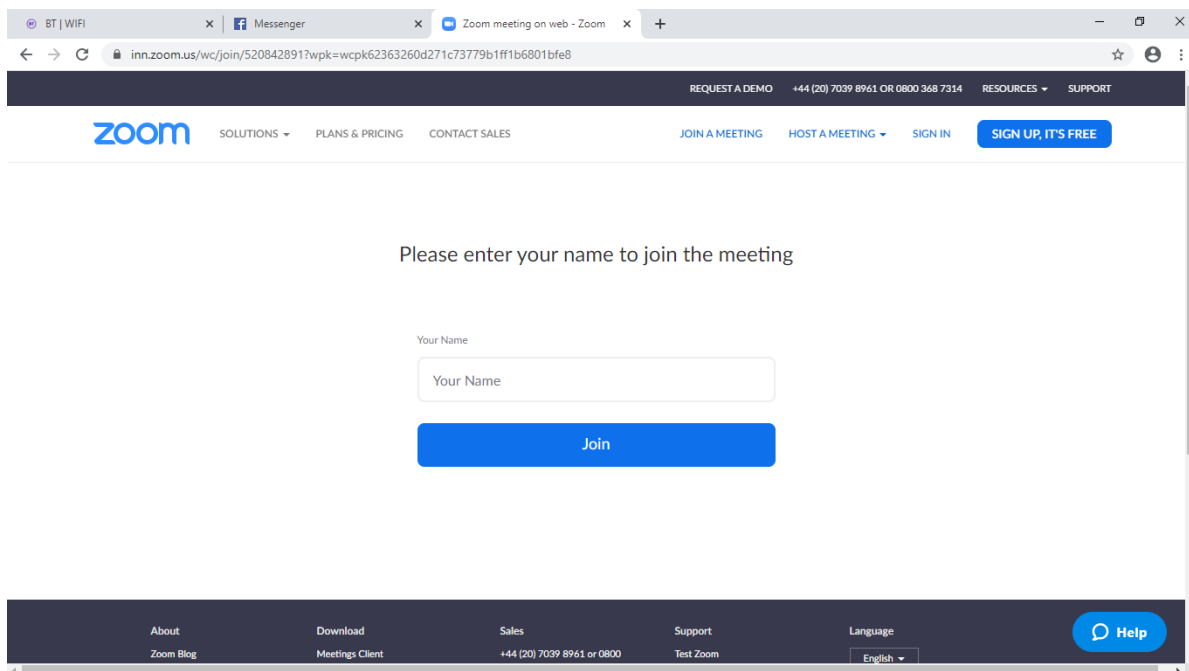 BT | WIFI
Messenger
Zoom meeting on web - Zoom
inn.zoom.us/wc/join/520842891?wpk=wcpk62363260d271c73779b1ff1b6801bfe8
REQUEST A DEMO +44 (20) 7039 8961 OR 0800 368 7314 RESOURCES SUPPORT
zoom SOLUTIONS PLANS & PRICING CONTACT SALES JOIN A MEETING HOST A MEETING SIGN IN SIGN UP, IT'S FREE
Please enter your name to join the meeting
Your Name
Your Name
Join
About Download Sales Support Language
Zoom Blog Meetings Client +44 (20) 7039 8961 or 0800 Test Zoom English
Help